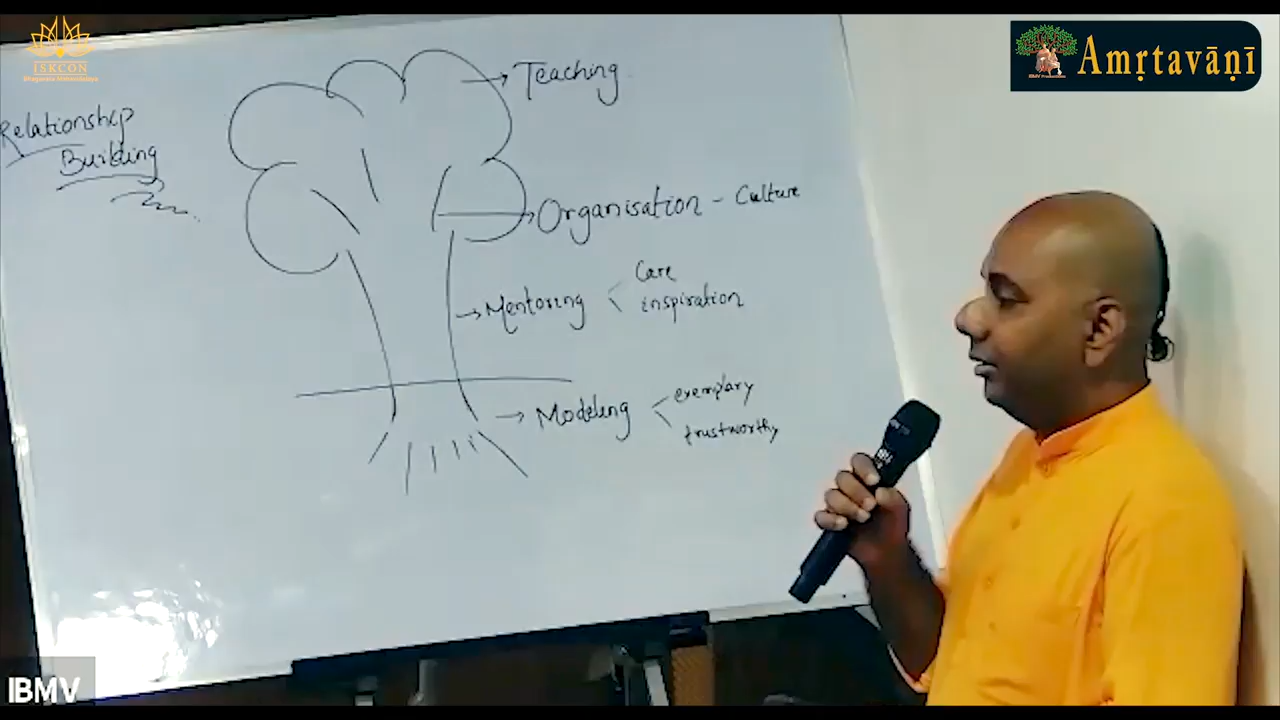 ISKCON
Amṛtavāṇī
Relationship
Building
Teaching
Organisation - Culture
Mentoring
Care
inspiration
Modeling
exemplary
trustworthy
IBMV